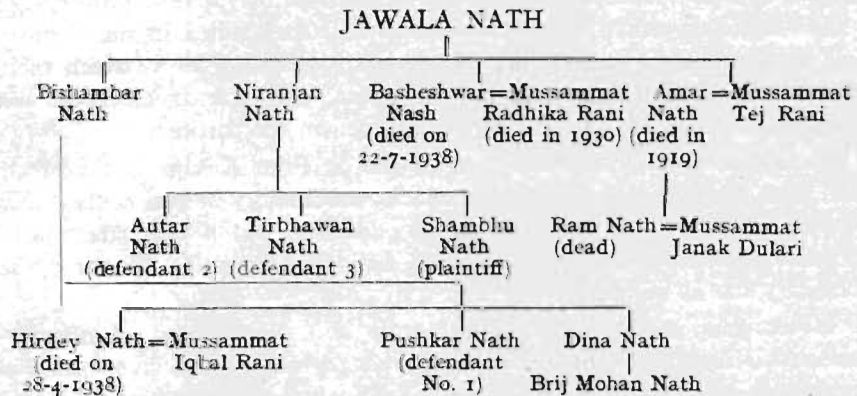 JAWALA NATH
Bishambar Niranjan Basheshwar=Mussammat Amar=Mussammat
Nath Nath Nash Radhika Rani Nath Tej Rani
(died on (died in 1930) (died in
22-7-1938) 1919)
Autar Tirbhawan Shambhu Ram Nath=Mussammat
Nath Nath Nath (dead) Janak Dulari
(defendant 2) (defendant 3) (plaintiff)
Hirdey Nath=Mussammat Pushkar Nath Dina Nath
(died on Iqbal Rani (defendant
28-4-1938) No. 1) Brij Mohan Nath